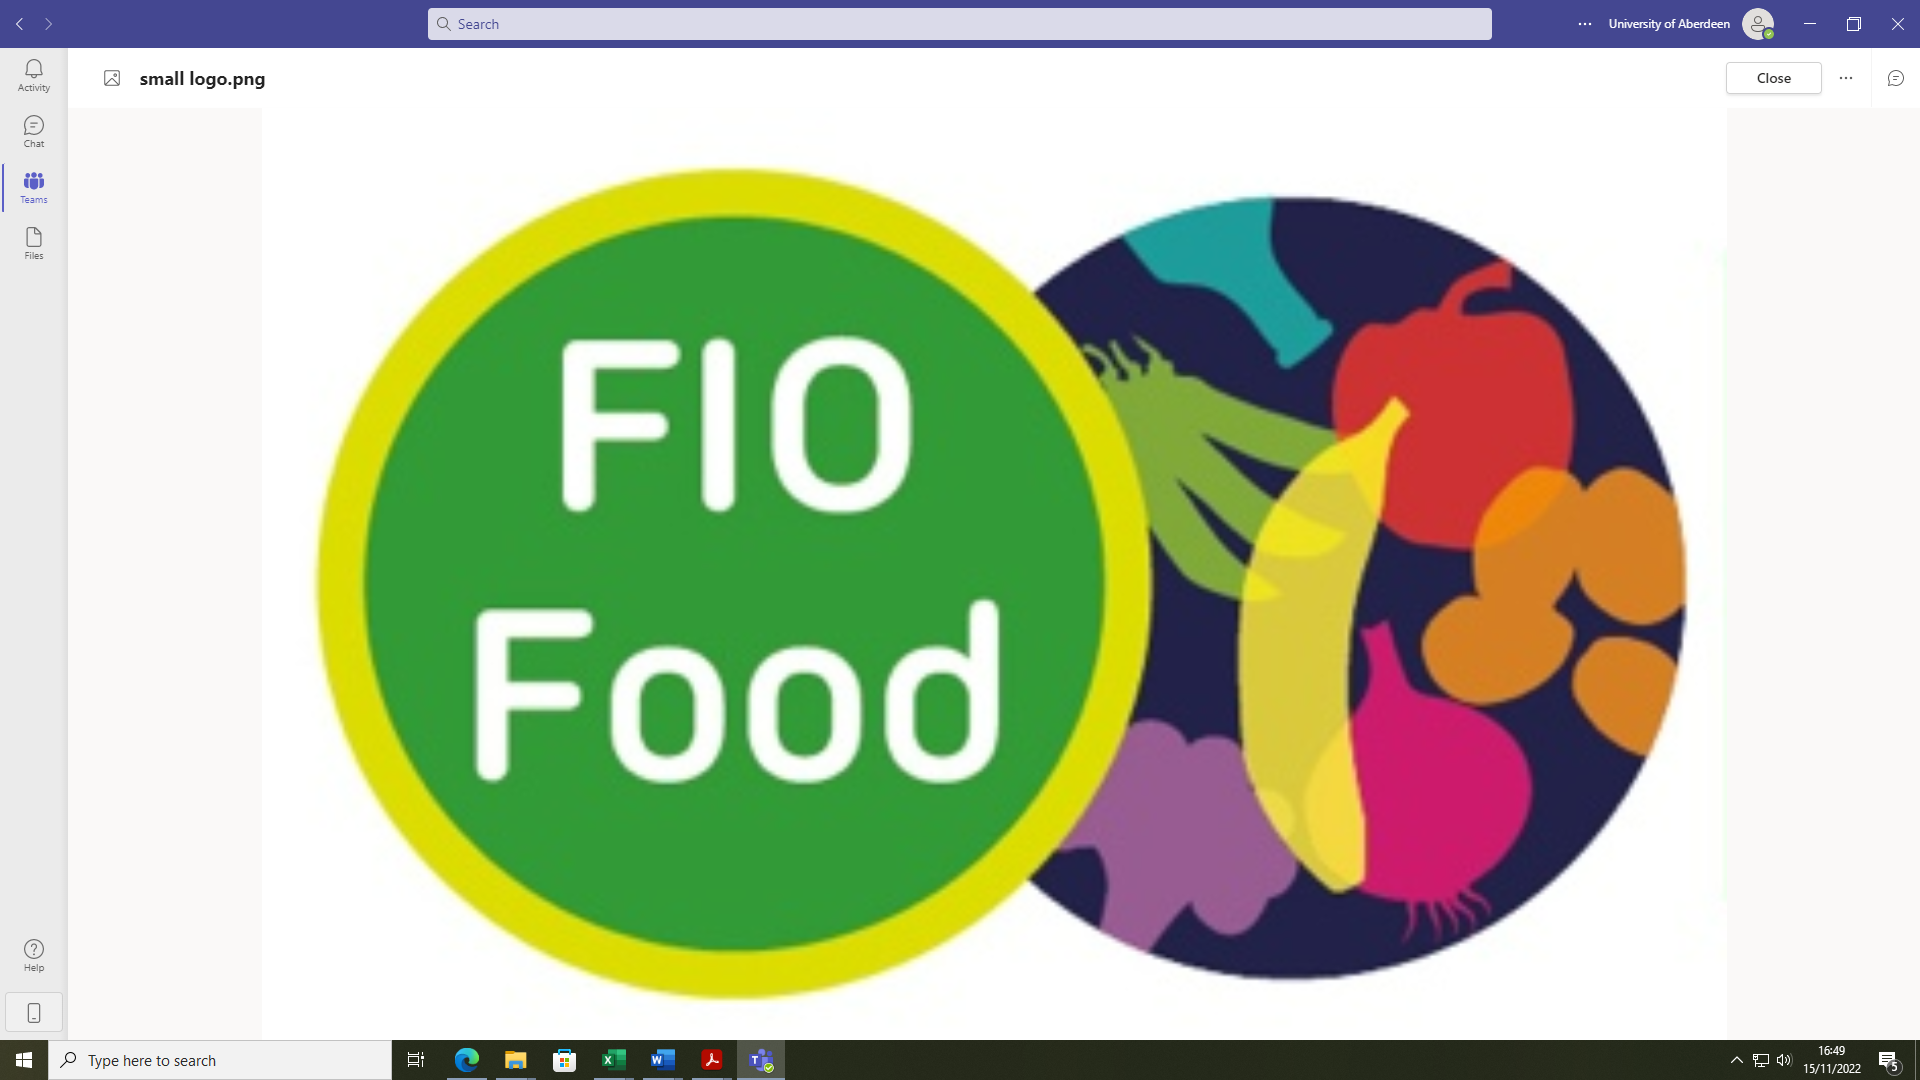 Search
University of Aberdeen
Activity
Chat
Teams
Files
Help
small logo.png
Close
FIO
Food
Type here to search
16:49
15/11/2022
5